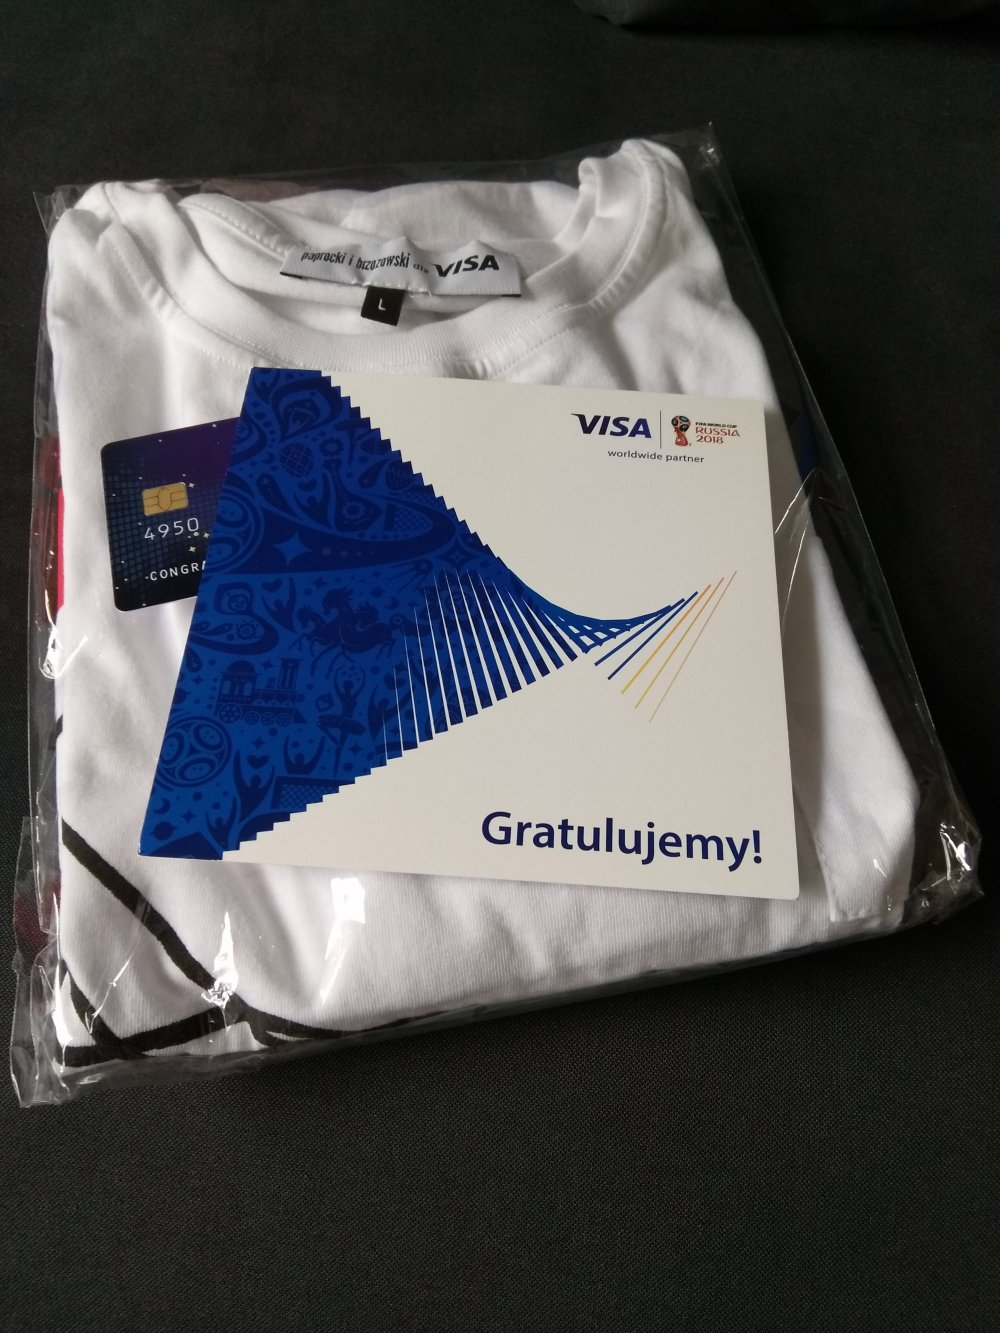 paprocki i brzozowski dla VISA
L
VISA
FIFA WORLD CUP
RUSSIA
2018
worldwide partner
4950
CONGRA
Gratulujemy!